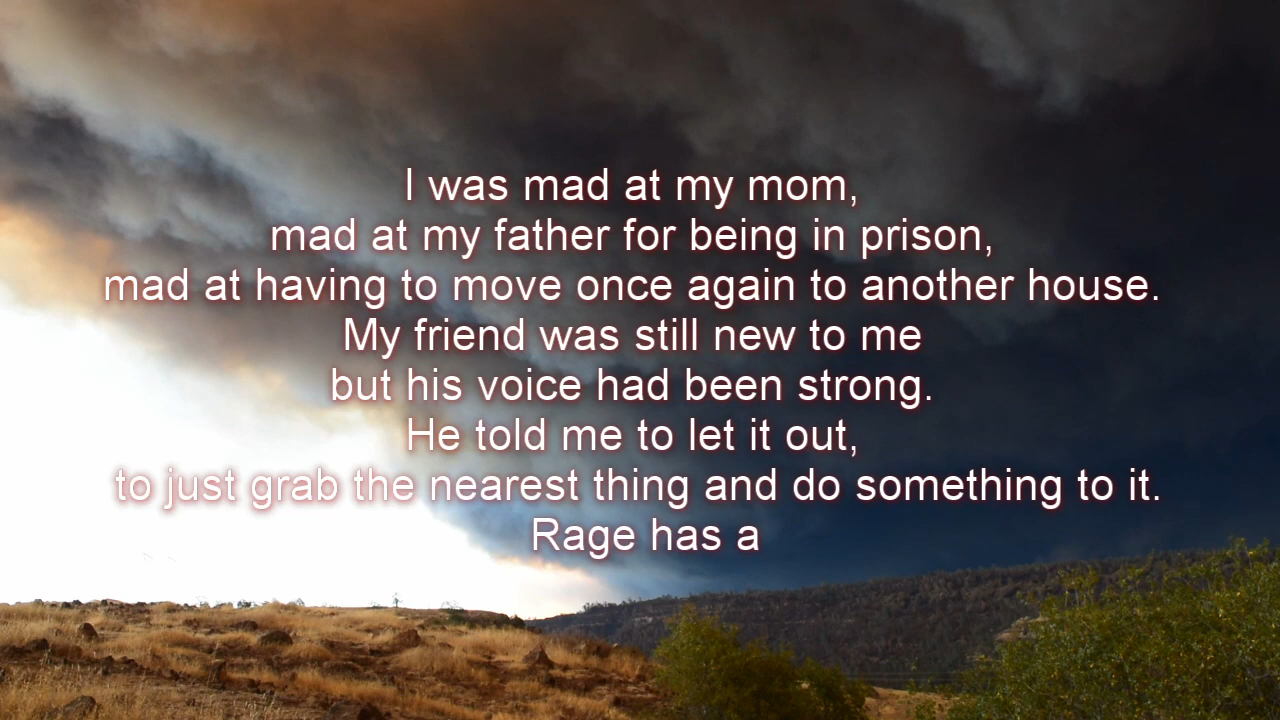 I was mad at my mom,
mad at my father for being in prison,
mad at having to move once again to another house.
My friend was still new to me
but his voice had been strong.
He told me to let it out,
to just grab the nearest thing and do something to it.
Rage has a